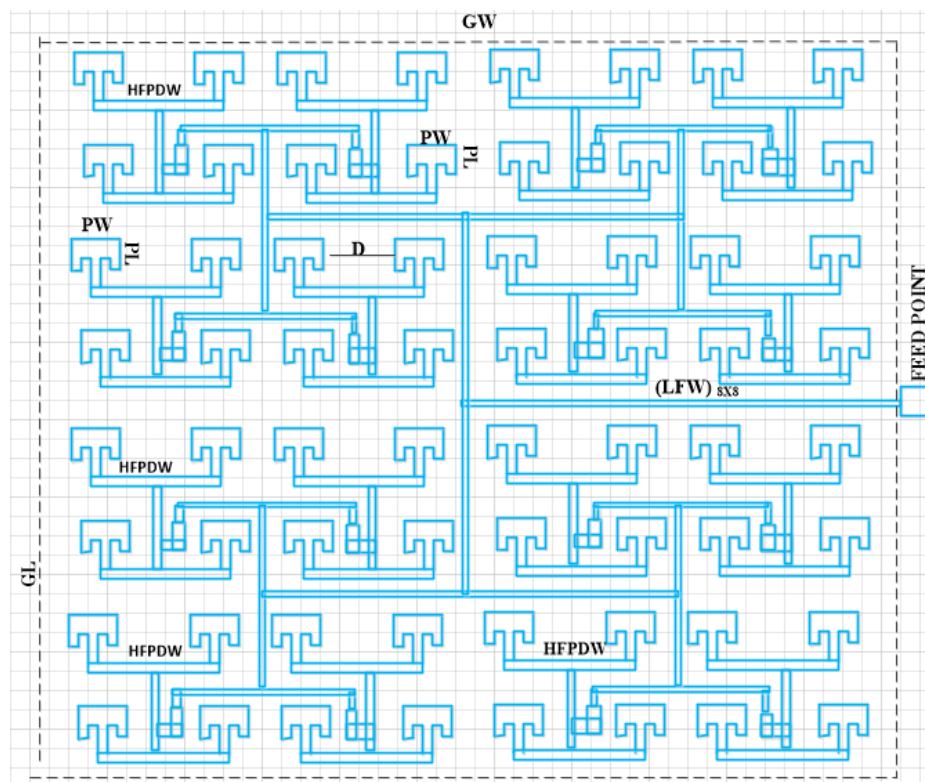 GW
HFPDW
PW
PL
PW
PL
D
FEED POINT
(LFW) 8X8
HFPDW
GL
HFPDW
HFPDW